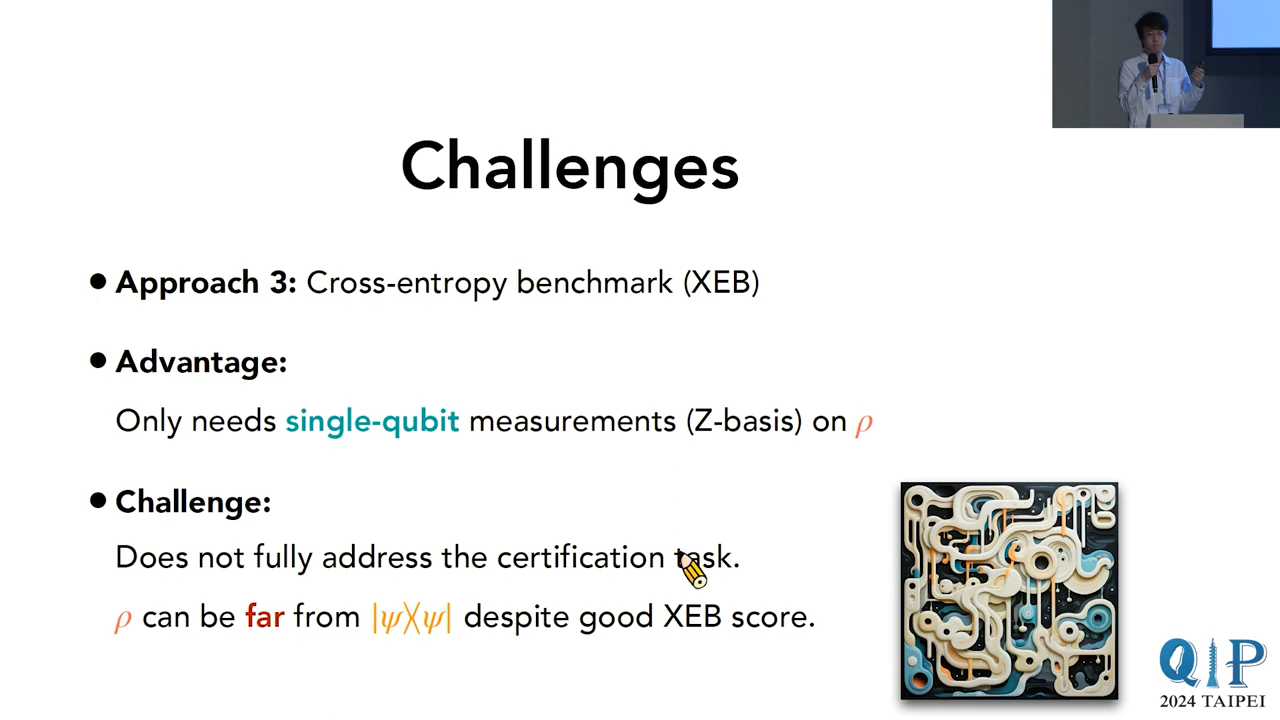 Challenges
• Approach 3: Cross-entropy benchmark (XEB)
• Advantage:
Only needs single-qubit measurements (Z-basis) on ρ
• Challenge:
Does not fully address the certification task.
ρ can be far from |ψ⟩⟨ψ| despite good XEB score.
QIP
2024 TAIPEI